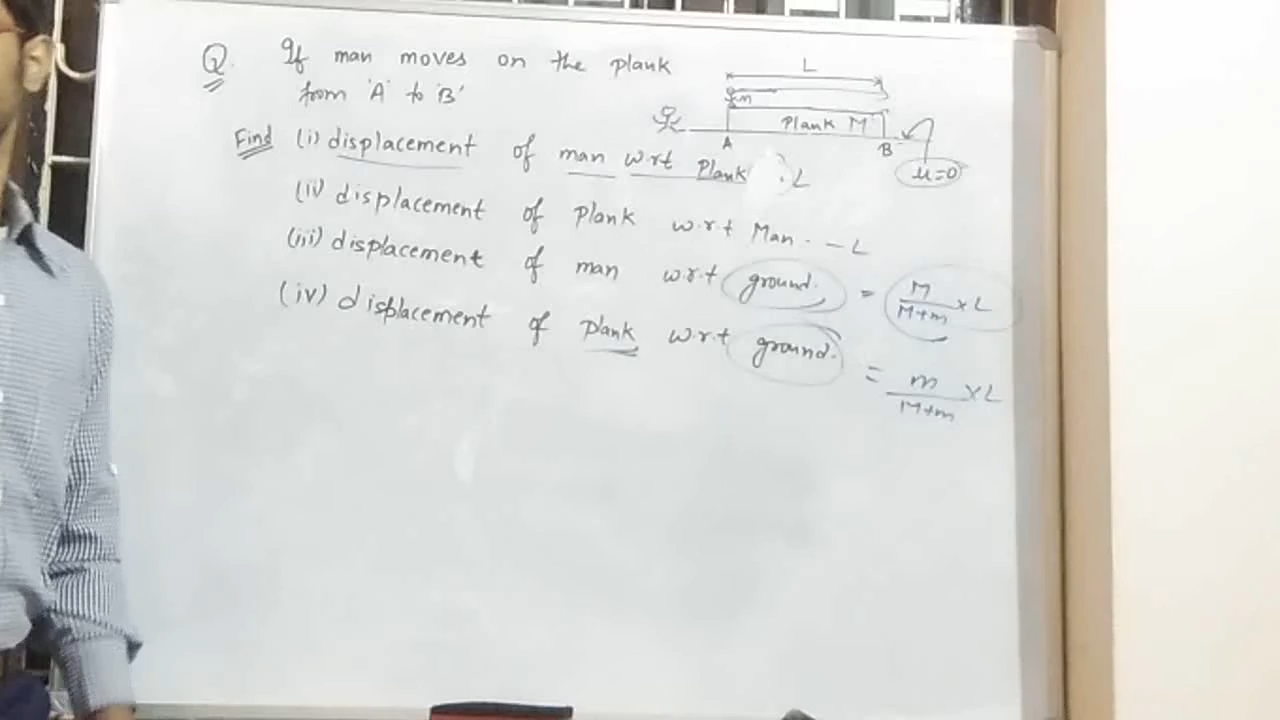 Q. If man moves on the plank
from 'A' to 'B'
L
m
Plank M
A
B
u=0
Find (i) displacement of man w.r.t Plank . L
(ii) displacement of Plank w.r.t Man. - L
(iii) displacement of man w.r.t ground. = M/M+m × L
(iv) displacement of plank w.r.t ground. = m/M+m × L